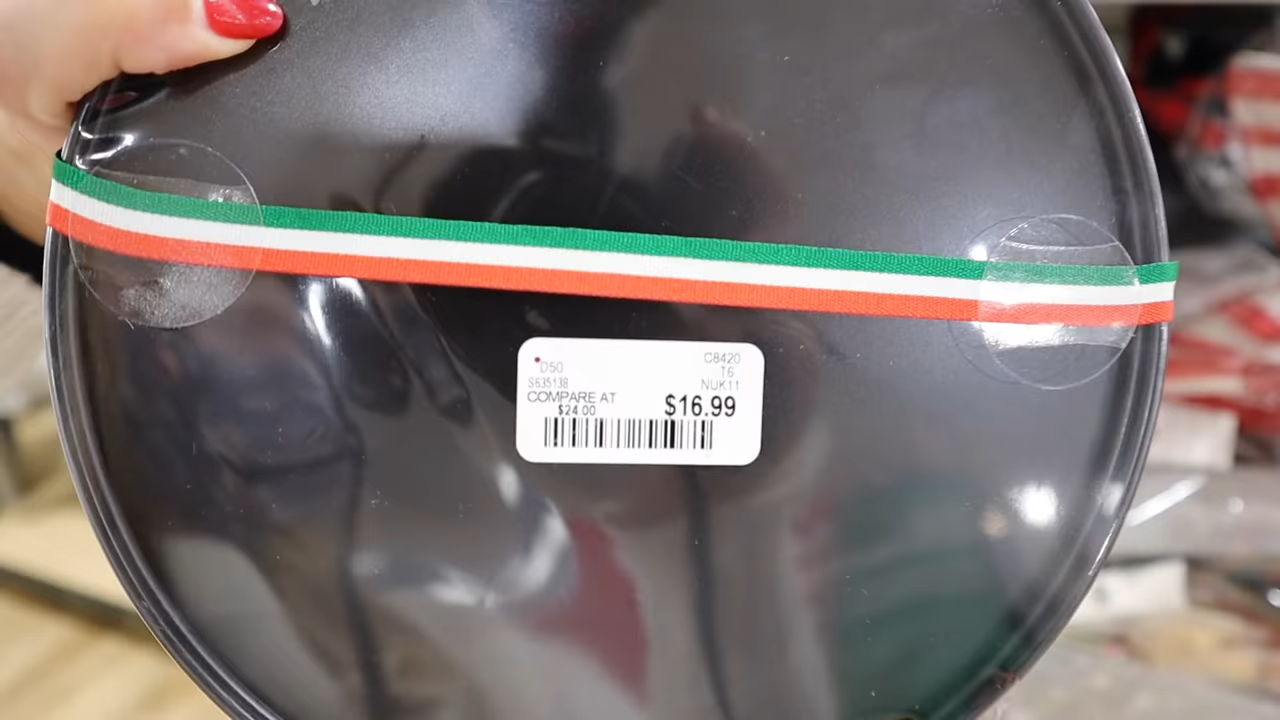 D50 C8420
T6
S635138 NUK11
COMPARE AT
$24.00 $16.99